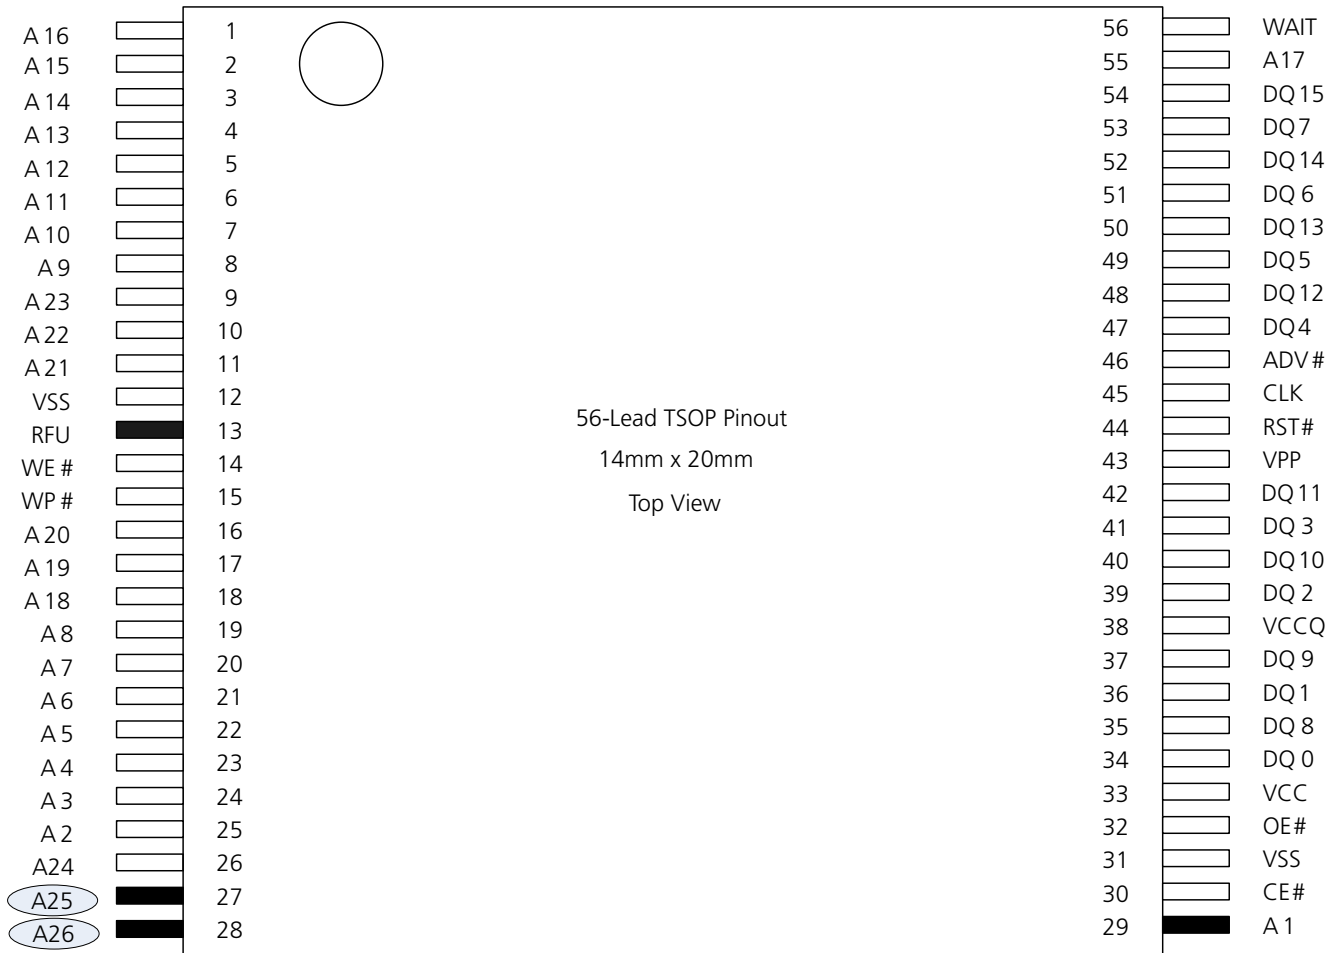 A 16 1 56 WAIT
A 15 2 55 A 17
A 14 3 54 DQ 15
A 13 4 53 DQ 7
A 12 5 52 DQ 14
A 11 6 51 DQ 6
A 10 7 50 DQ 13
A 9 8 49 DQ 5
A 23 9 48 DQ 12
A 22 10 47 DQ 4
A 21 11 46 ADV #
VSS 12 45 CLK
RFU 13 44 RST#
WE # 14 43 VPP
WP # 15 42 DQ 11
A 20 16 41 DQ 3
A 19 17 40 DQ 10
A 18 18 39 DQ 2
A 8 19 38 VCCQ
A 7 20 37 DQ 9
A 6 21 36 DQ 1
A 5 22 35 DQ 8
A 4 23 34 DQ 0
A 3 24 33 VCC
A 2 25 32 OE#
A24 26 31 VSS
A25 27 30 CE#
A26 28 29 A 1
56-Lead TSOP Pinout
14mm x 20mm
Top View